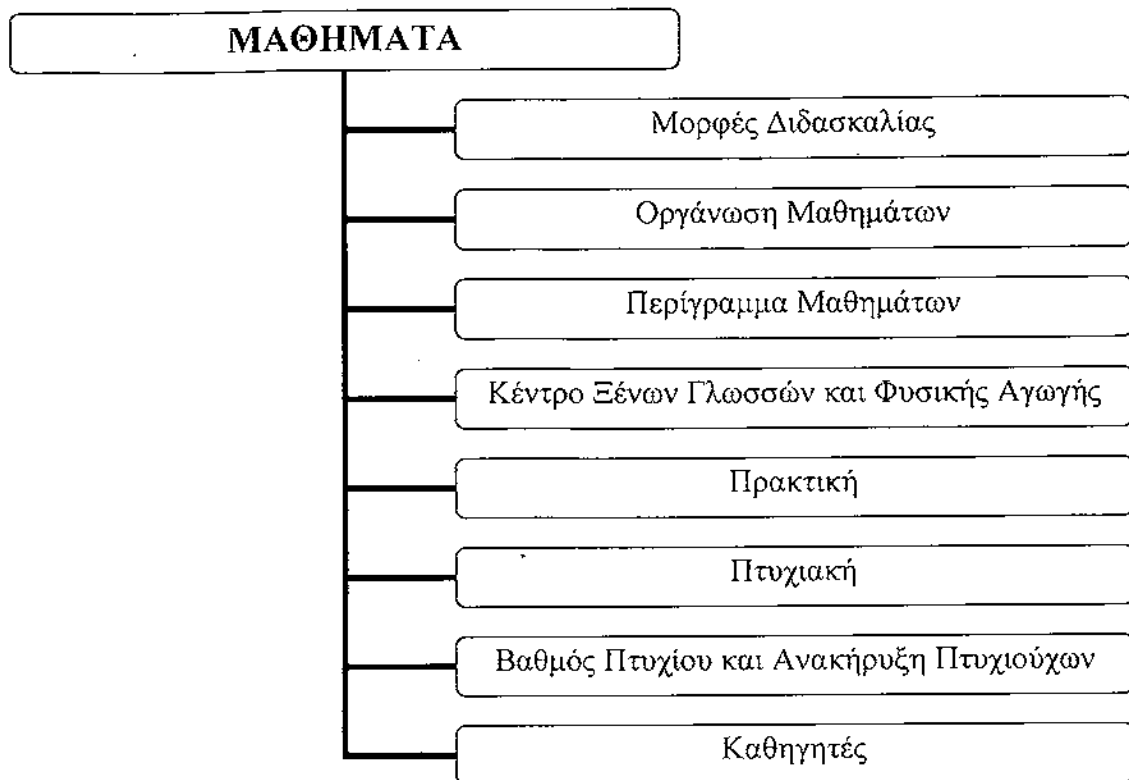 ΜΑΘΗΜΑΤΑ
Μορφές Διδασκαλίας
Οργάνωση Μαθημάτων
Περίγραμμα Μαθημάτων
Κέντρο Ξένων Γλωσσών και Φυσικής Αγωγής
Πρακτική
Πτυχιακή
Βαθμός Πτυχίου και Ανακήρυξη Πτυχιούχων
Καθηγητές